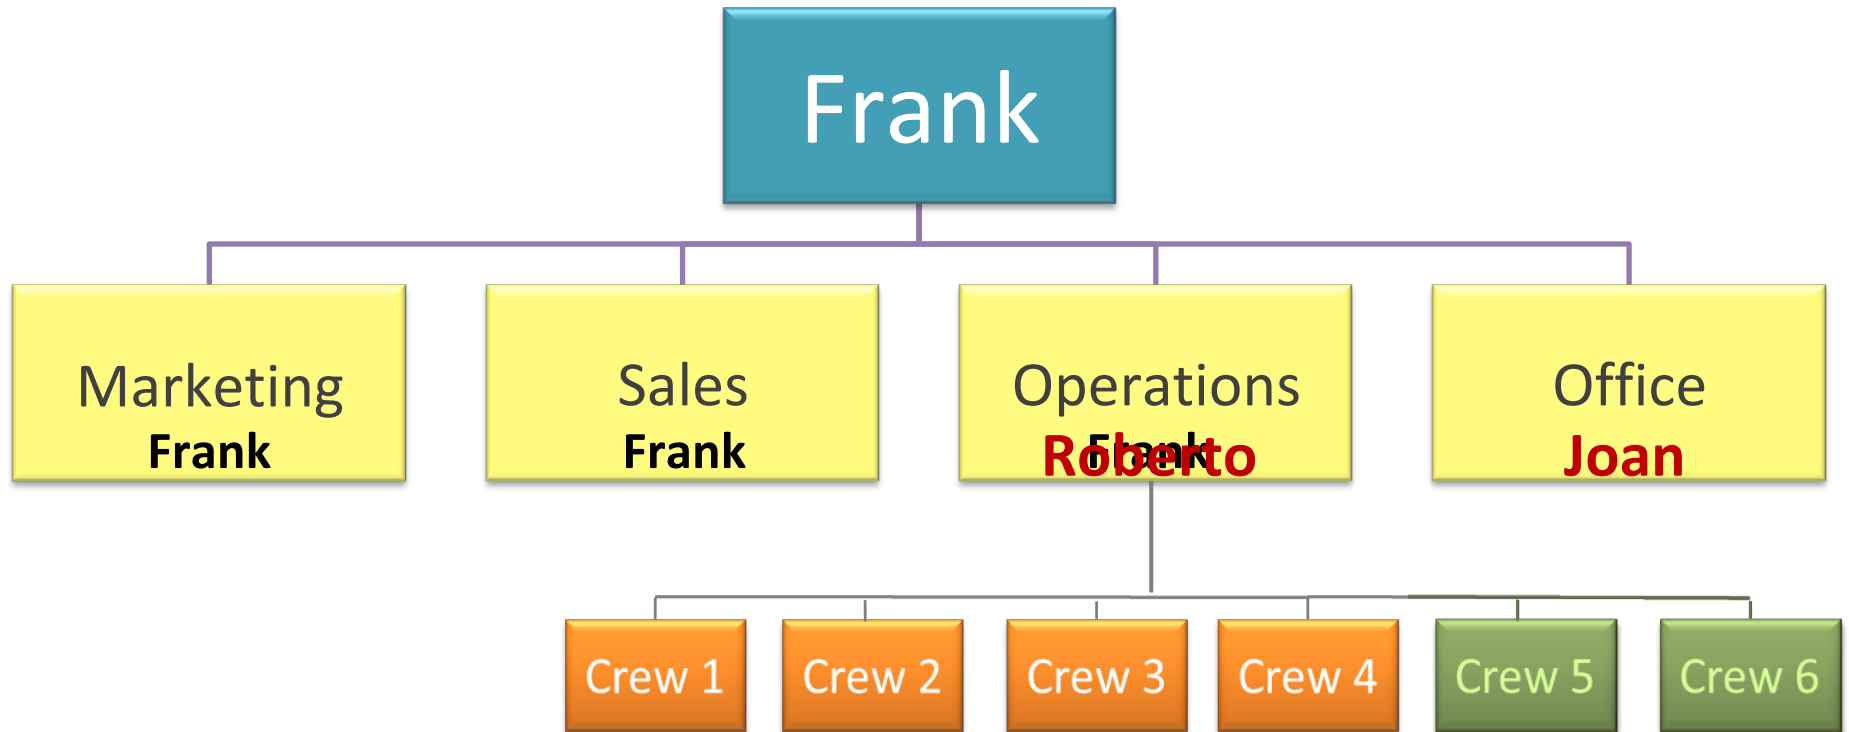 Frank
Marketing
Frank
Sales
Frank
Operations
Frank
Roberto
Office
Joan
Crew 1
Crew 2
Crew 3
Crew 4
Crew 5
Crew 6